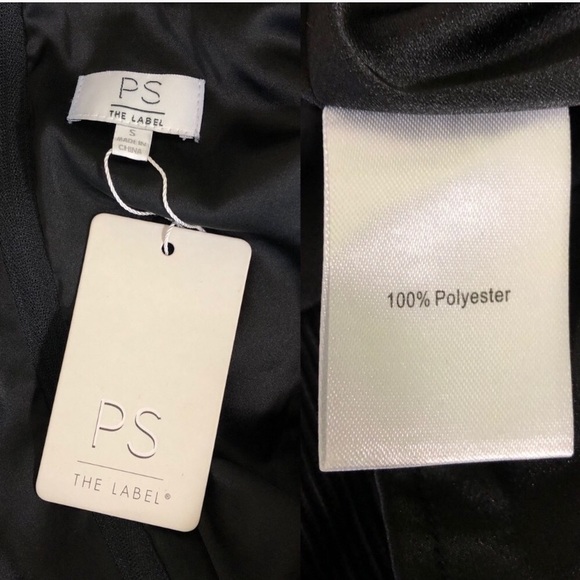 PS
THE LABEL
S
MADE IN
CHINA
PS
THE LABEL®
100% Polyester